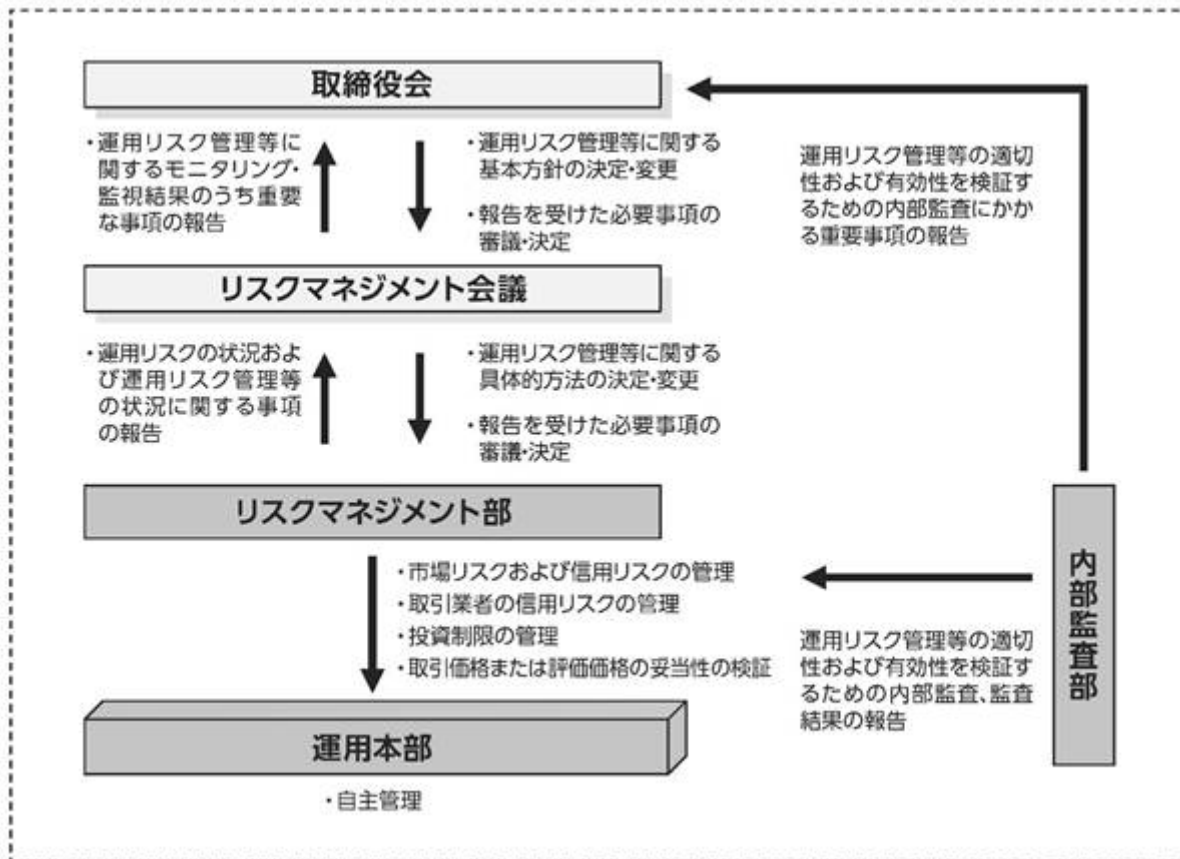 取締役会
・運用リスク管理等に
関するモニタリング・
監視結果のうち重要
な事項の報告
・運用リスク管理等に関する
基本方針の決定・変更
・報告を受けた必要事項の
審議・決定
運用リスク管理等の適切
性および有効性を検証す
るための内部監査にかか
る重要事項の報告
リスクマネジメント会議
・運用リスクの状況およ
び運用リスク管理等
の状況に関する事項
の報告
・運用リスク管理等に関する
具体的方法の決定・変更
・報告を受けた必要事項の
審議・決定
リスクマネジメント部
・市場リスクおよび信用リスクの管理
・取引業者の信用リスクの管理
・投資制限の管理
・取引価格または評価価格の妥当性の検証
内部監査部
運用リスク管理等の適切
性および有効性を検証す
るための内部監査、監査
結果の報告
運用本部
・自主管理